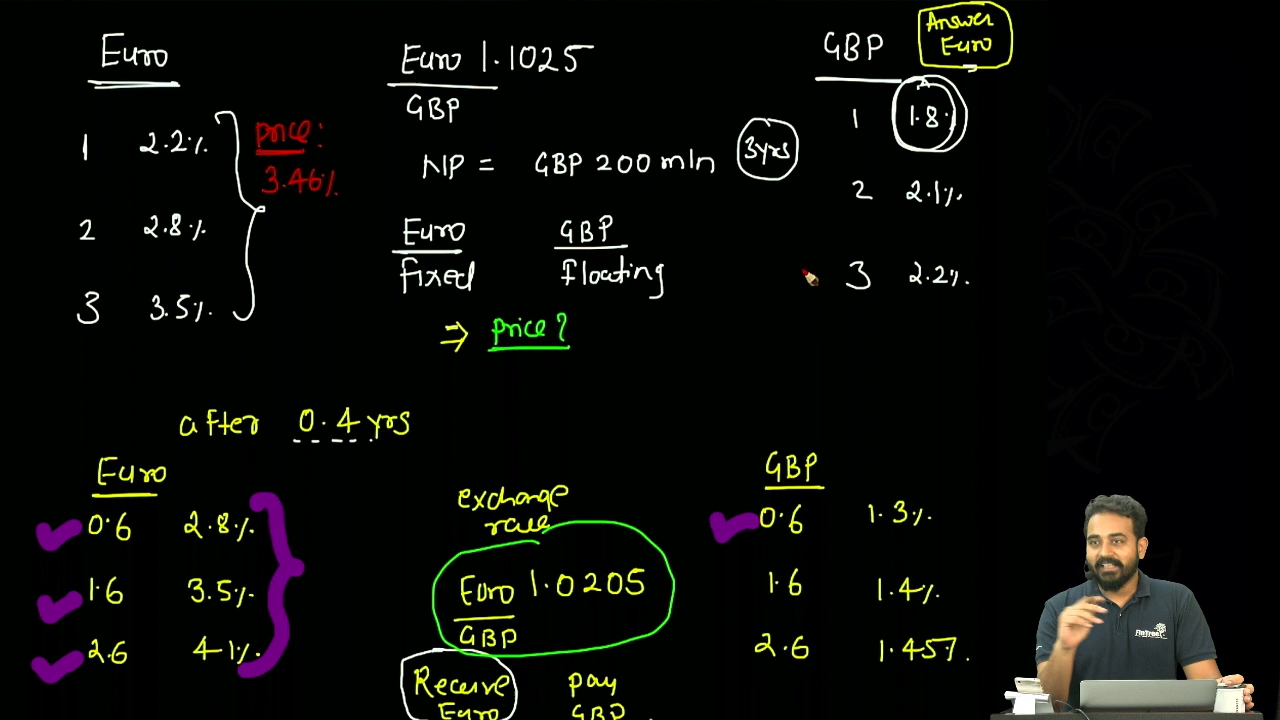 Euro
1 2.2%
2 2.8%
3 3.5%
Price:
3.46%
Euro 1.1025
GBP
NP = GBP 200 mln
3yrs
Euro GBP
fixed floating
⇒ Price?
GBP
Answer
Euro
1 1.8%
2 2.1%
3 2.2%
after 0.4 yrs
Euro
0.6 2.8%
1.6 3.5%
2.6 4.1%
exchange
rate
Euro 1.0205
GBP
Receive pay
Euro GBP
GBP
0.6 1.3%
1.6 1.4%
2.6 1.45%
FinTree